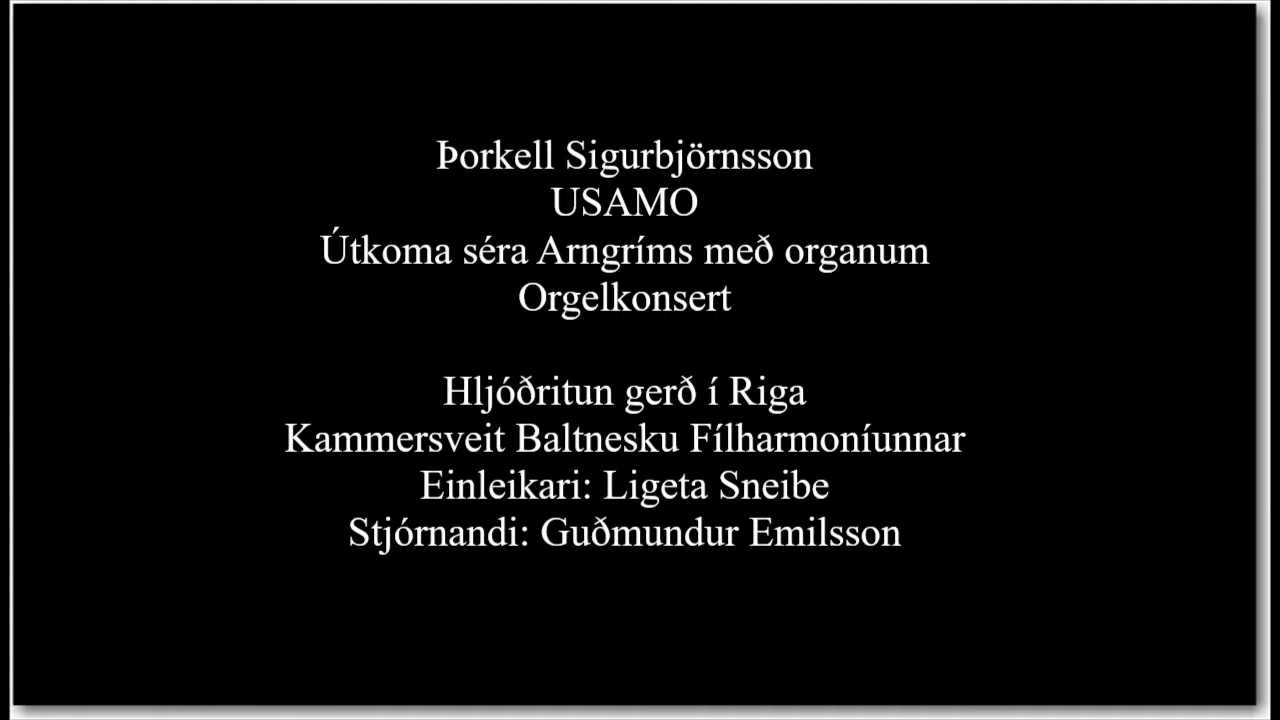 Þorkell Sigurbjörnsson
USAMO
Útkoma séra Arngríms með organum
Orgelkonsert
Hljóðritun gerð í Riga
Kammersveit Baltnesku Fílharmoníunnar
Einleikari: Ligeta Sneibe
Stjórnandi: Guðmundur Emilsson